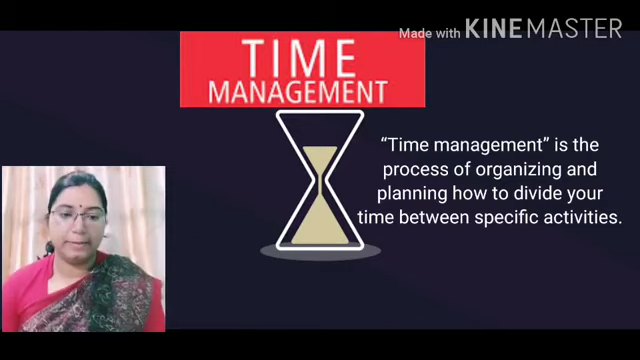 Made with KINEMASTER
TIME
MANAGEMENT
“Time management” is the
process of organizing and
planning how to divide your
time between specific activities.